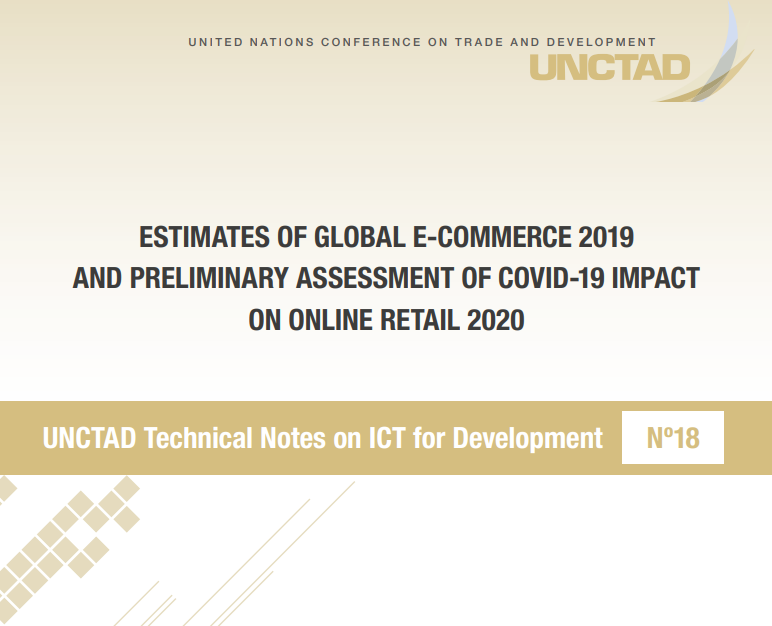 UNITED NATIONS CONFERENCE ON TRADE AND DEVELOPMENT
UNCTAD
ESTIMATES OF GLOBAL E-COMMERCE 2019
AND PRELIMINARY ASSESSMENT OF COVID-19 IMPACT
ON ONLINE RETAIL 2020
UNCTAD Technical Notes on ICT for Development Nº18